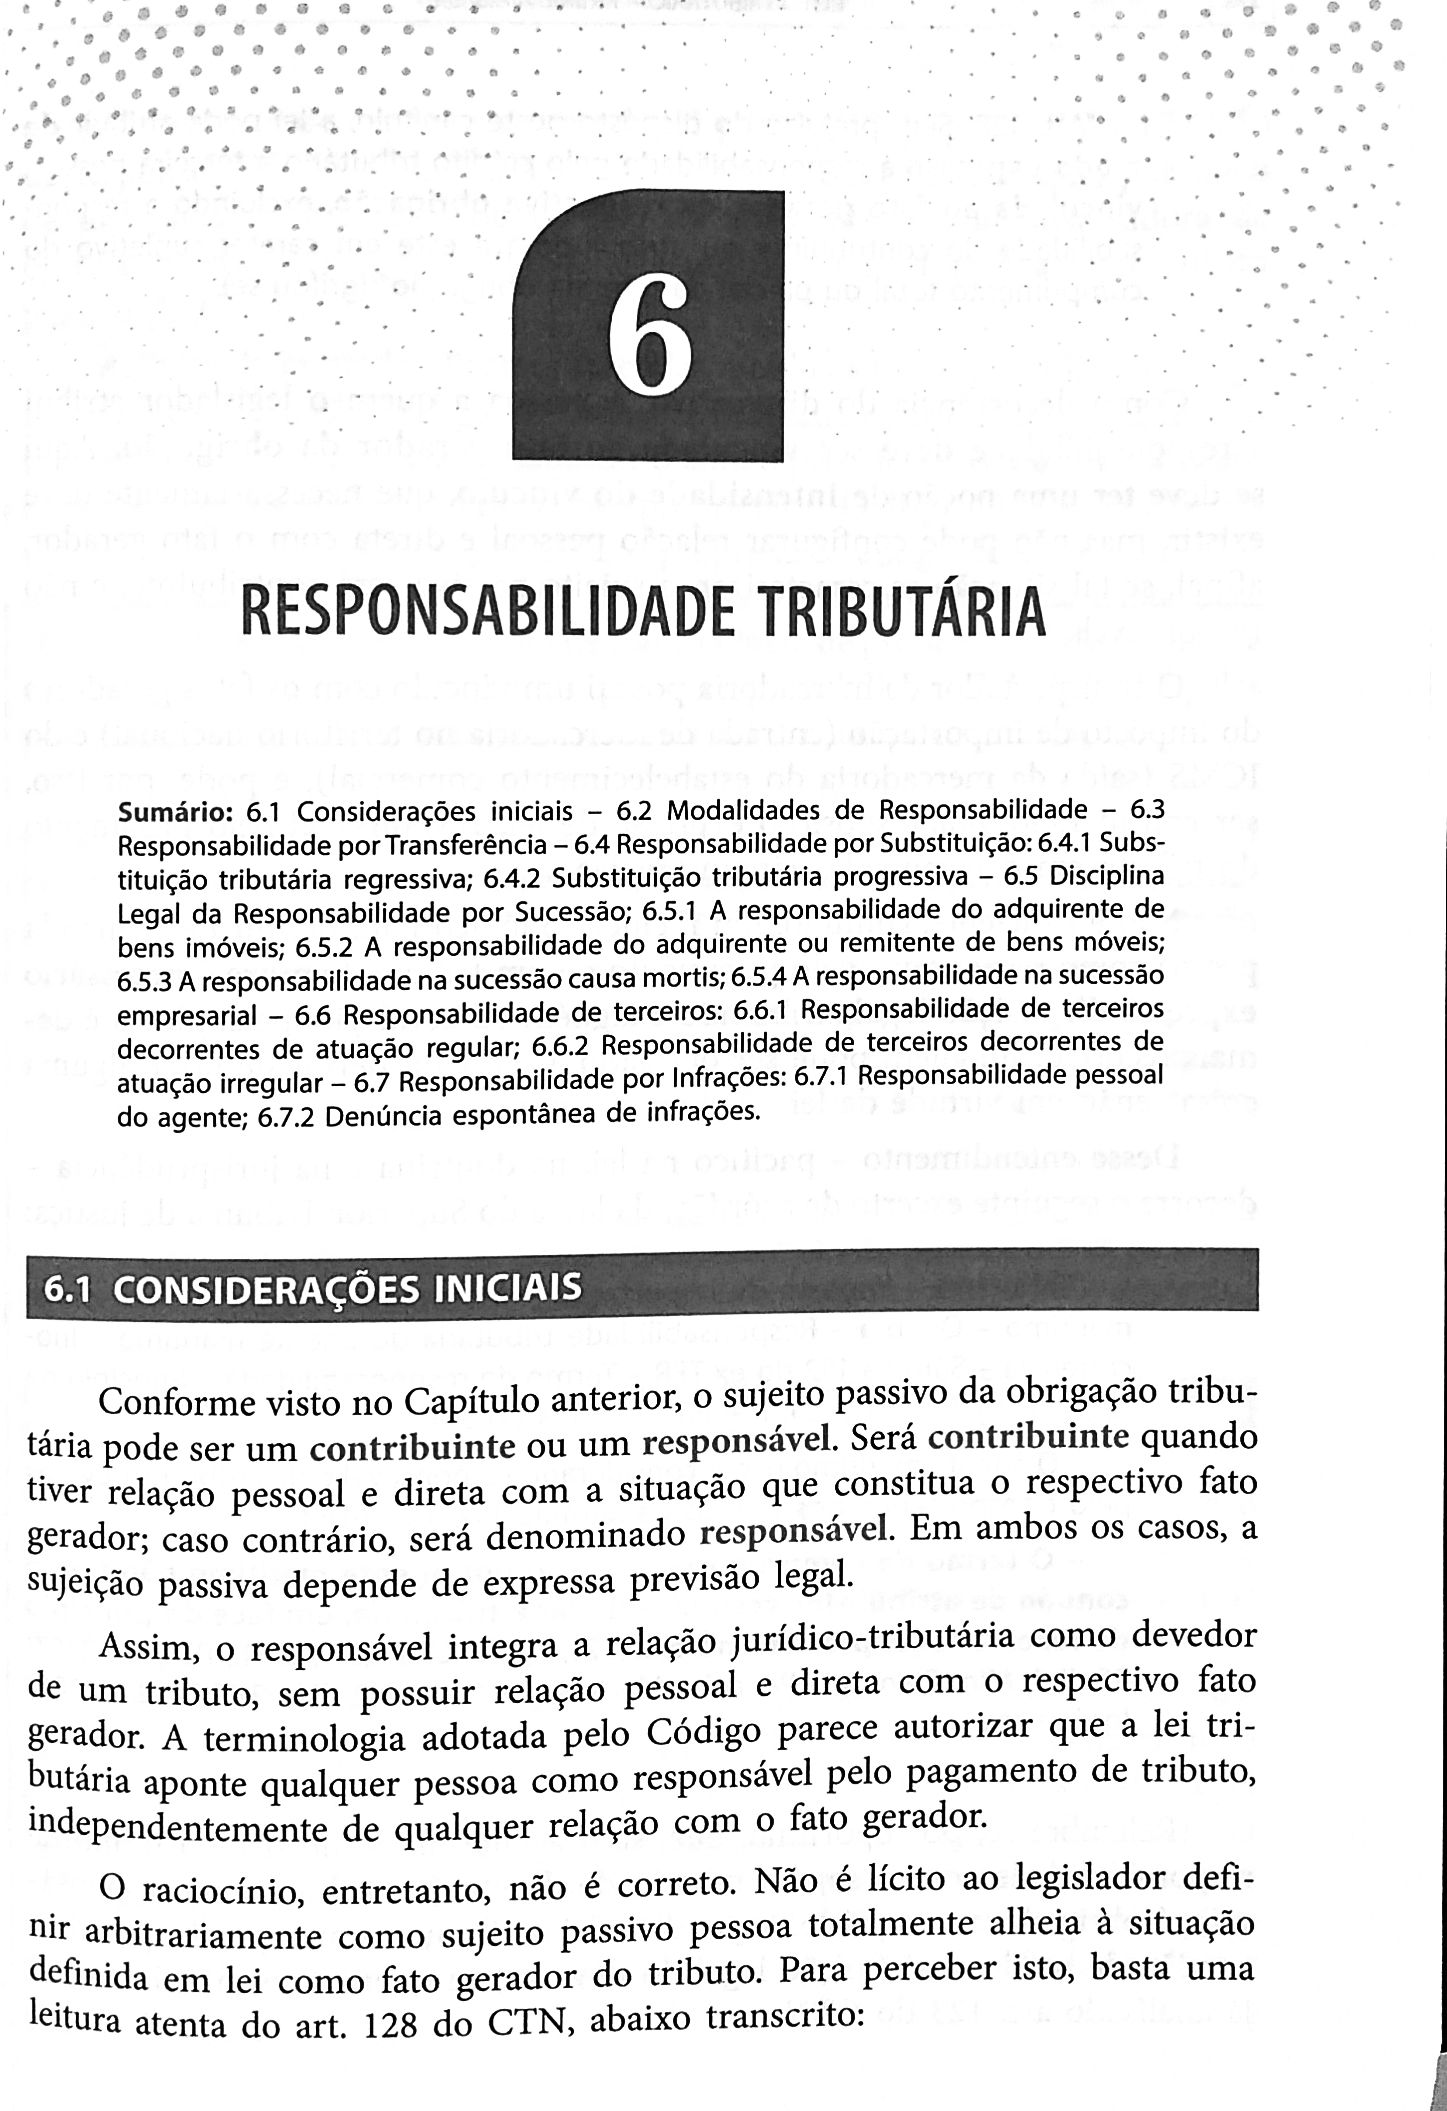 6
RESPONSABILIDADE TRIBUTÁRIA
Sumário: 6.1 Considerações iniciais – 6.2 Modalidades de Responsabilidade – 6.3
Responsabilidade por Transferência – 6.4 Responsabilidade por Substituição: 6.4.1 Subs-
tituição tributária regressiva; 6.4.2 Substituição tributária progressiva – 6.5 Disciplina
Legal da Responsabilidade por Sucessão; 6.5.1 A responsabilidade do adquirente de
bens imóveis; 6.5.2 A responsabilidade do adquirente ou remitente de bens móveis;
6.5.3 A responsabilidade na sucessão causa mortis; 6.5.4 A responsabilidade na sucessão
empresarial – 6.6 Responsabilidade de terceiros: 6.6.1 Responsabilidade de terceiros
decorrentes de atuação regular; 6.6.2 Responsabilidade de terceiros decorrentes de
atuação irregular – 6.7 Responsabilidade por Infrações: 6.7.1 Responsabilidade pessoal
do agente; 6.7.2 Denúncia espontânea de infrações.
6.1 CONSIDERAÇÕES INICIAIS
Conforme visto no Capítulo anterior, o sujeito passivo da obrigação tribu-
tária pode ser um contribuinte ou um responsável. Será contribuinte quando
tiver relação pessoal e direta com a situação que constitua o respectivo fato
gerador; caso contrário, será denominado responsável. Em ambos os casos, a
sujeição passiva depende de expressa previsão legal.
Assim, o responsável integra a relação jurídico-tributária como devedor
de um tributo, sem possuir relação pessoal e direta com o respectivo fato
gerador. A terminologia adotada pelo Código parece autorizar que a lei tri-
butária aponte qualquer pessoa como responsável pelo pagamento de tributo,
independentemente de qualquer relação com o fato gerador.
O raciocínio, entretanto, não é correto. Não é lícito ao legislador defi-
nir arbitrariamente como sujeito passivo pessoa totalmente alheia à situação
definida em lei como fato gerador do tributo. Para perceber isto, basta uma
leitura atenta do art. 128 do CTN, abaixo transcrito: